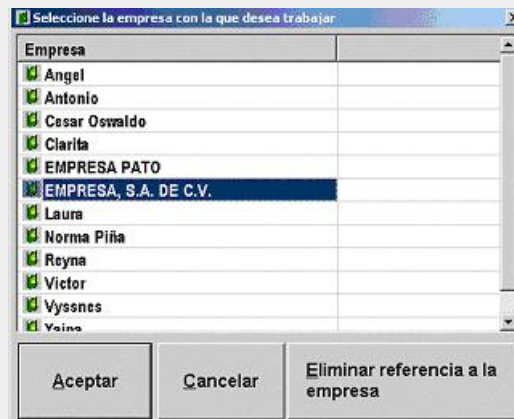 Seleccione la empresa con la que desea trabajar
Empresa
Angel
Antonio
Cesar Oswaldo
Clarita
EMPRESA PATO
EMPRESA, S.A. DE C.V.
Laura
Norma Piña
Reyna
Victor
Vyssnes
Aceptar
Cancelar
Eliminar referencia a la
empresa